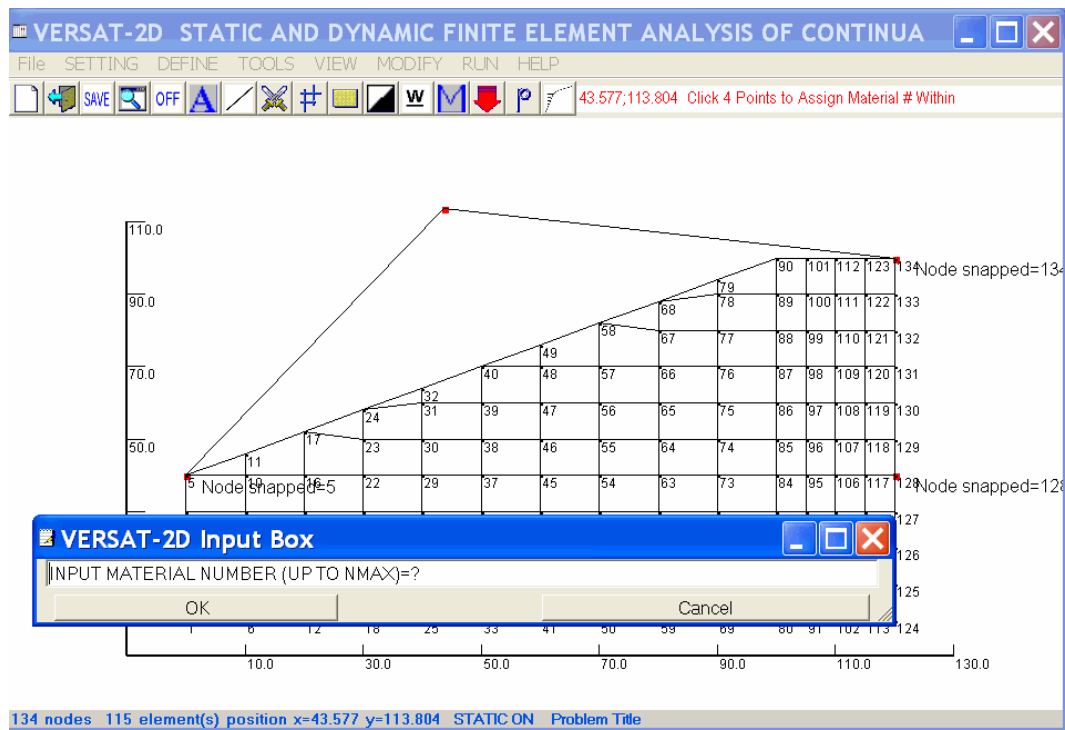 VERSAT-2D STATIC AND DYNAMIC FINITE ELEMENT ANALYSIS OF CONTINUA
File SETTING DEFINE TOOLS VIEW MODIFY RUN HELP
SAVE OFF A W M P 43.577;113.804 Click 4 Points to Assign Material # Within
110.0
90 101 112 123 134 Node snapped=134
79
90.0 78 89 100 111 122 133
68
58 67 77 88 99 110 121 132
49
70.0 40 48 57 66 76 87 98 109 120 131
32
24 31 39 47 56 65 75 86 97 108 119 130
17
50.0 23 30 38 46 55 64 74 85 96 107 118 129
11
5 10 16 22 29 37 45 54 63 73 84 95 106 117 128 Node snapped=128
Node snapped=5
127
VERSAT-2D Input Box
126
INPUT MATERIAL NUMBER (UP TO NMAX)=?
125
OK Cancel
1 6 12 18 25 33 41 50 59 69 80 91 102 113 124
10.0 30.0 50.0 70.0 90.0 110.0 130.0
134 nodes 115 element(s) position x=43.577 y=113.804 STATIC ON Problem Title